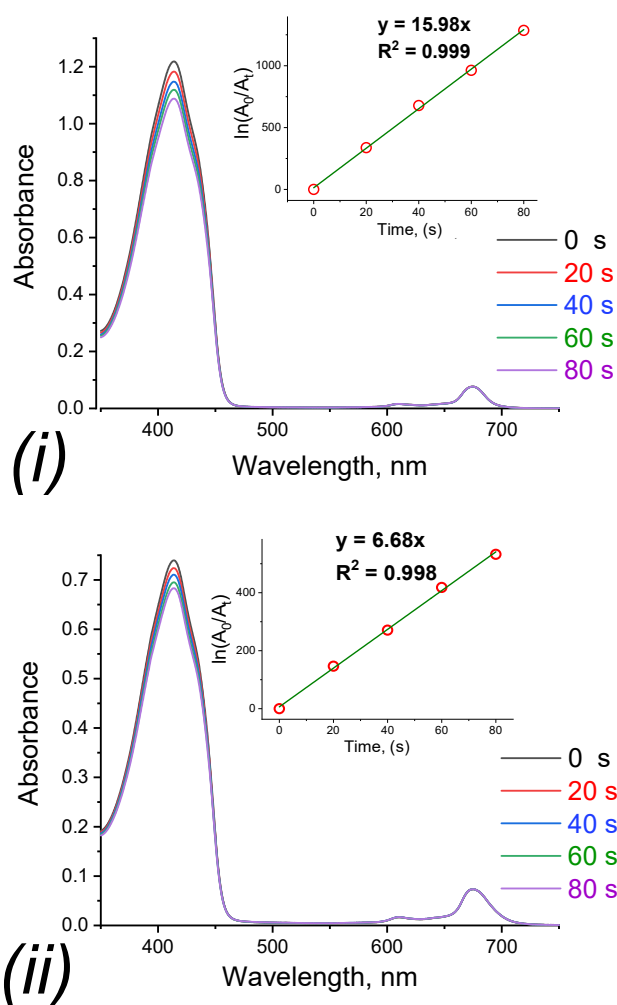 y = 15.98x
R² = 0.999
ln(A₀/A_t)
1000
500
0
0 20 40 60 80
Time, (s)
Absorbance
1.2
1.0
0.8
0.6
0.4
0.2
0.0
400 500 600 700
Wavelength, nm
0 s
20 s
40 s
60 s
80 s
(i)
y = 6.68x
R² = 0.998
ln(A₀/A_t)
400
200
0
0 20 40 60 80
Time, (s)
Absorbance
0.7
0.6
0.5
0.4
0.3
0.2
0.1
0.0
400 500 600 700
Wavelength, nm
0 s
20 s
40 s
60 s
80 s
(ii)